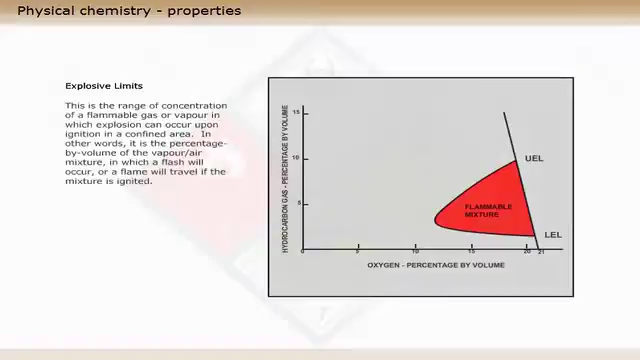 Physical chemistry - properties
Explosive Limits
This is the range of concentration
of a flammable gas or vapour in
which explosion can occur upon
ignition in a confined area.  In
other words, it is the percentage-
by-volume of the vapour/air
mixture, in which a flash will
occur, or a flame will travel if the
mixture is ignited.
HYDROCARBON GAS - PERCENTAGE BY VOLUME
15
10
5
UEL
FLAMMABLE
MIXTURE
LEL
0 5 10 15 20 21
OXYGEN - PERCENTAGE BY VOLUME